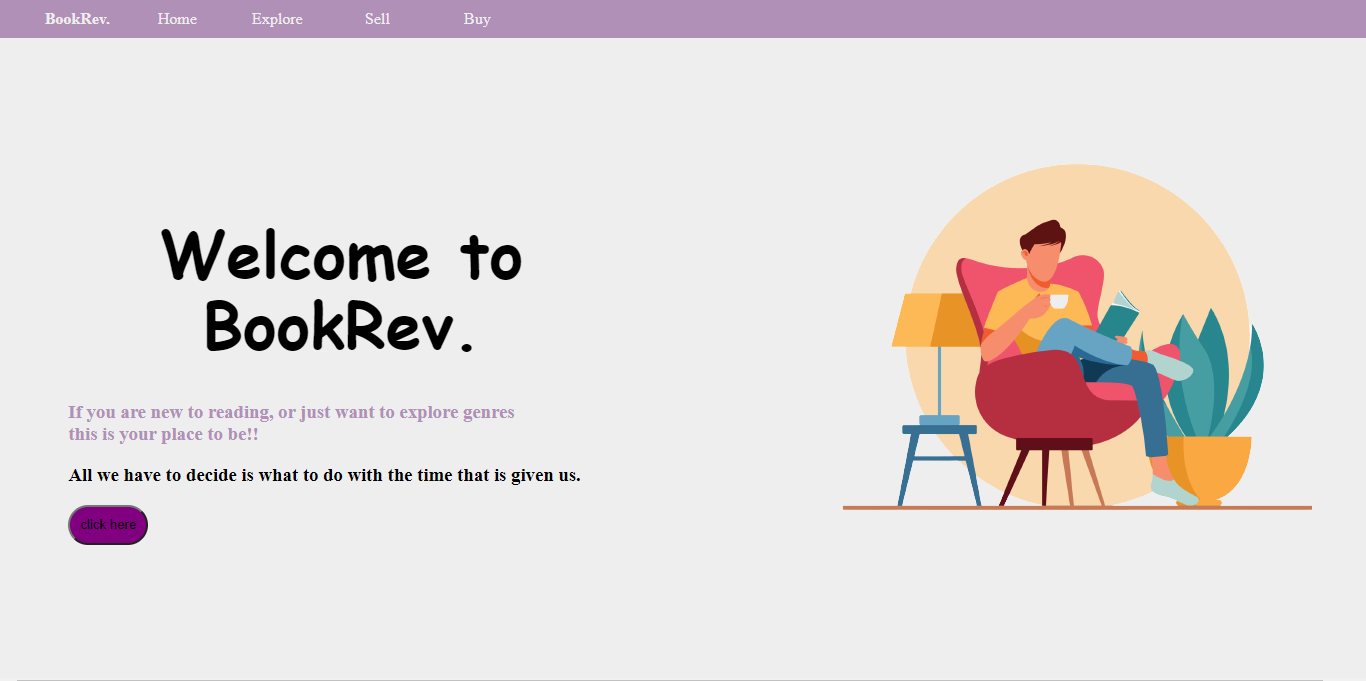 BookRev. Home Explore Sell Buy
Welcome to
BookRev.
If you are new to reading, or just want to explore genres
this is your place to be!!
All we have to decide is what to do with the time that is given us.
click here